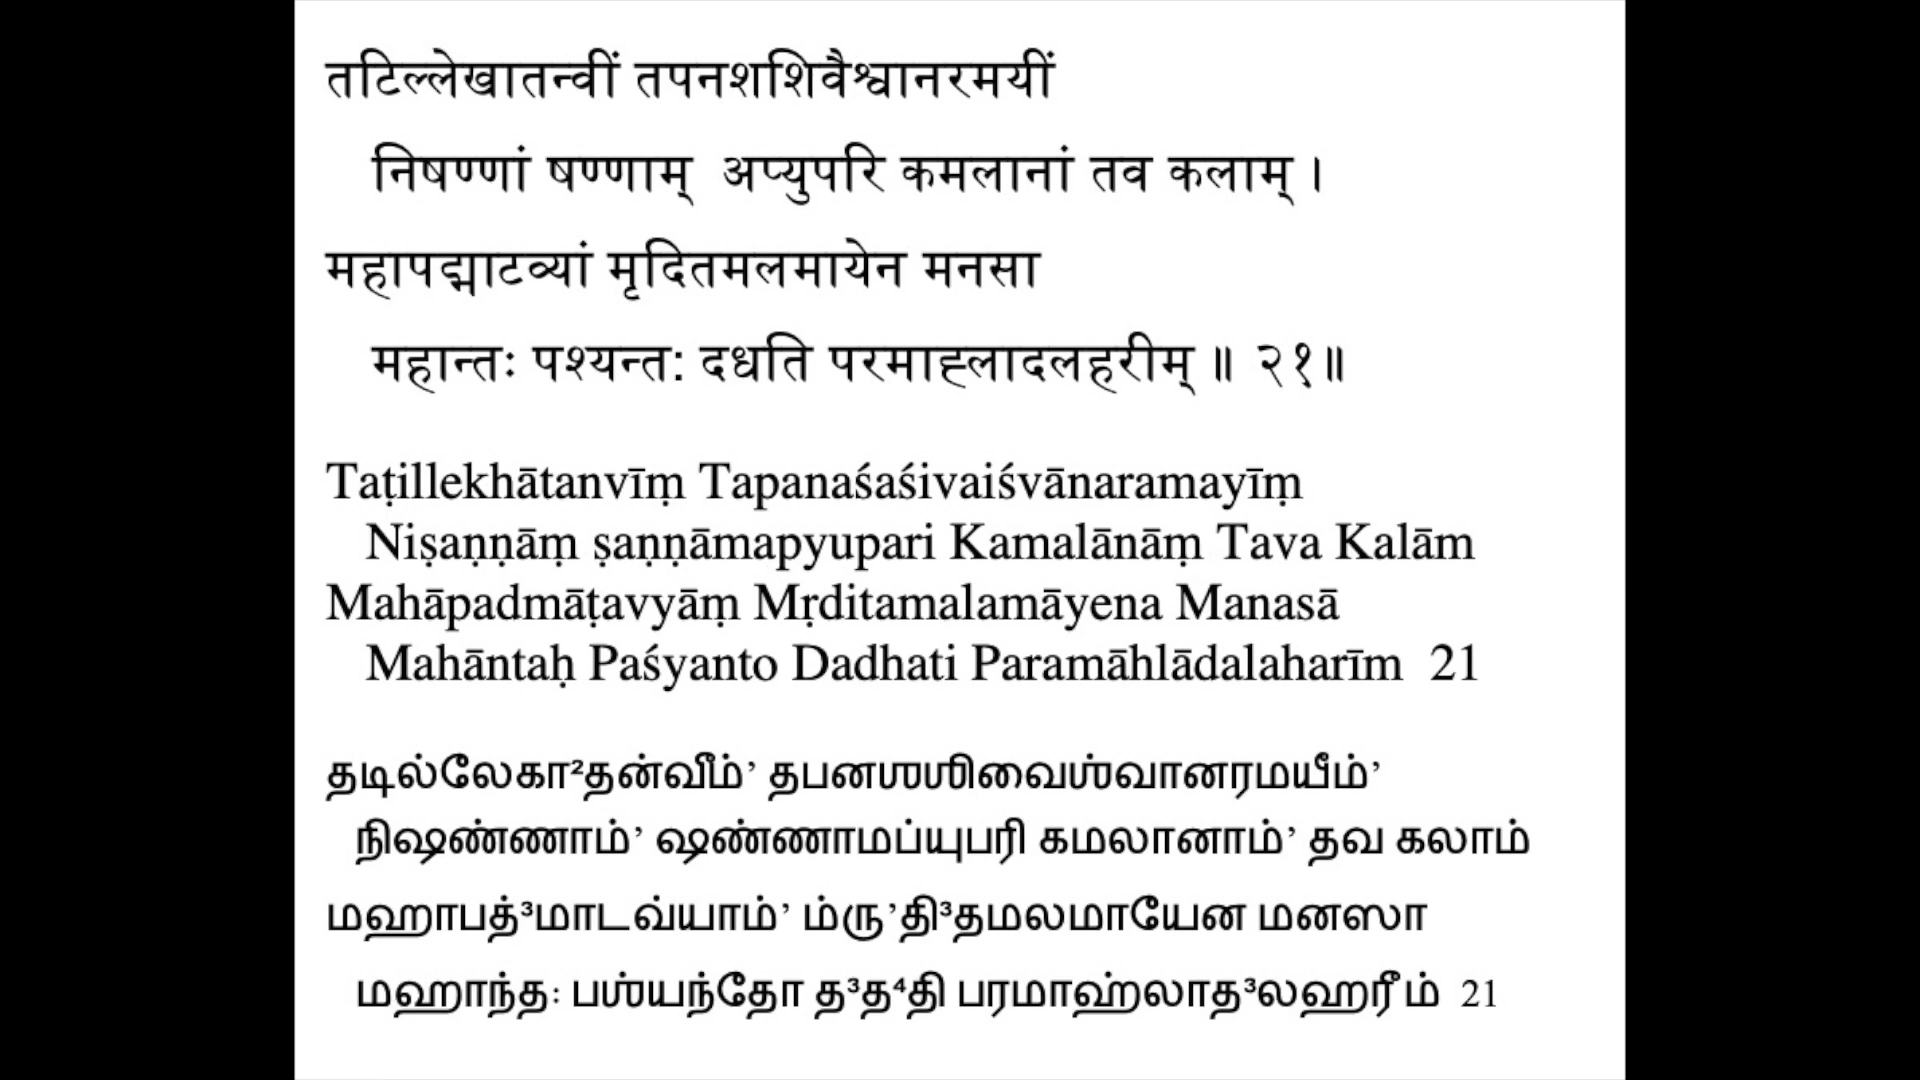 तटिल्लेखातन्वीं तपनशशिवैश्वानरमयीं
निषण्णां षण्णाम् अप्युपरि कमलानां तव कलाम् ।
महापद्माटव्यां मृदितमलमायेन मनसा
महान्तः पश्यन्त: दधति परमाह्लादलहरीम् ॥ २१॥
Taṭillekhātanvīṃ Tapanaśaśivaiśvānaramayīṃ
Niṣaṇṇāṃ ṣaṇṇāmapyupari Kamalānāṃ Tava Kalām
Mahāpadmāṭavyāṃ Mṛditamalamāyena Manasā
Mahāntaḥ Paśyanto Dadhati Paramāhlādalaharīm 21
தடில்லேகா²தன்வீம்’ தபனஶஶிவைஶ்வானரமயீம்’
நிஷண்ணாம்’ ஷண்ணாமப்யுபரி கமலானாம்’ தவ கலாம்
மஹாபத்³மாடவ்யாம்’ ம்ரு’தி³தமலமாயேன மனஸா
மஹாந்த: பஶ்யந்தோ த³த⁴தி பரமாஹ்லாத³லஹரீம் 21